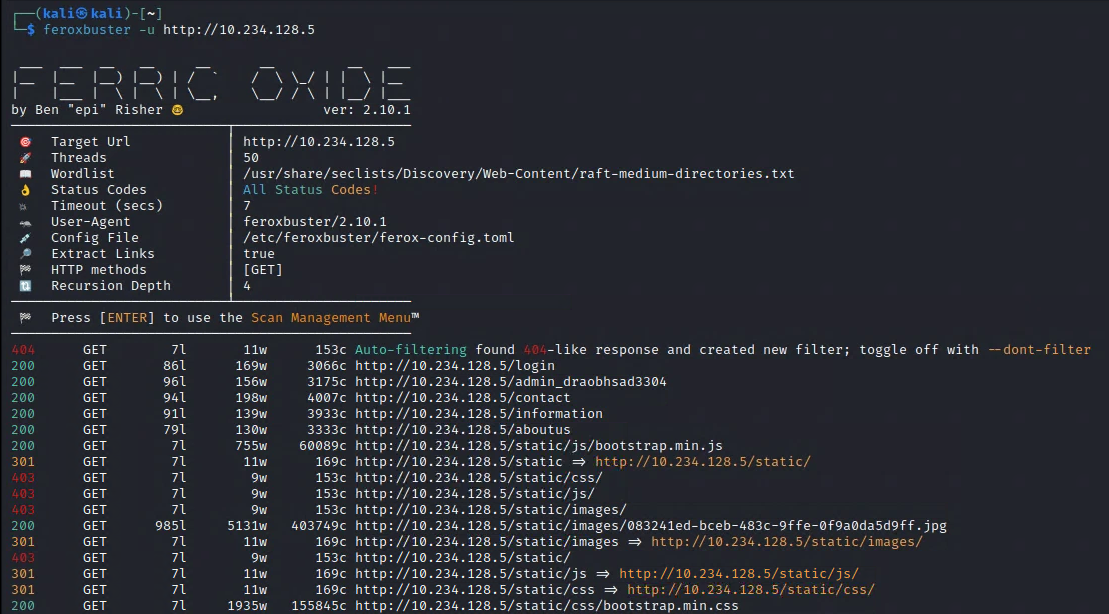 ┌──(kali㉿kali)-[~]
└─$ feroxbuster -u http://10.234.128.5
FERRIC OXIDE
by Ben "epi" Risher 🤓 ver: 2.10.1
🎯 Target Url │ http://10.234.128.5
🚀 Threads │ 50
📖 Wordlist │ /usr/share/seclists/Discovery/Web-Content/raft-medium-directories.txt
👌 Status Codes │ All Status Codes!
💥 Timeout (secs) │ 7
🦡 User-Agent │ feroxbuster/2.10.1
💉 Config File │ /etc/feroxbuster/ferox-config.toml
🔎 Extract Links │ true
🏁 HTTP methods │ [GET]
🔃 Recursion Depth │ 4
🏁 Press [ENTER] to use the Scan Management Menu™
404 GET 7l 11w 153c Auto-filtering found 404-like response and created new filter; toggle off with --dont-filter
200 GET 86l 169w 3066c http://10.234.128.5/login
200 GET 96l 156w 3175c http://10.234.128.5/admin_draobhsad3304
200 GET 94l 198w 4007c http://10.234.128.5/contact
200 GET 91l 139w 3933c http://10.234.128.5/information
200 GET 79l 130w 3333c http://10.234.128.5/aboutus
200 GET 7l 755w 60089c http://10.234.128.5/static/js/bootstrap.min.js
301 GET 7l 11w 169c http://10.234.128.5/static => http://10.234.128.5/static/
403 GET 7l 9w 153c http://10.234.128.5/static/css/
403 GET 7l 9w 153c http://10.234.128.5/static/js/
403 GET 7l 9w 153c http://10.234.128.5/static/images/
200 GET 985l 5131w 403749c http://10.234.128.5/static/images/083241ed-bceb-483c-9ffe-0f9a0da5d9ff.jpg
301 GET 7l 11w 169c http://10.234.128.5/static/images => http://10.234.128.5/static/images/
403 GET 7l 9w 153c http://10.234.128.5/static/
301 GET 7l 11w 169c http://10.234.128.5/static/js => http://10.234.128.5/static/js/
301 GET 7l 11w 169c http://10.234.128.5/static/css => http://10.234.128.5/static/css/
200 GET 7l 1935w 155845c http://10.234.128.5/static/css/bootstrap.min.css